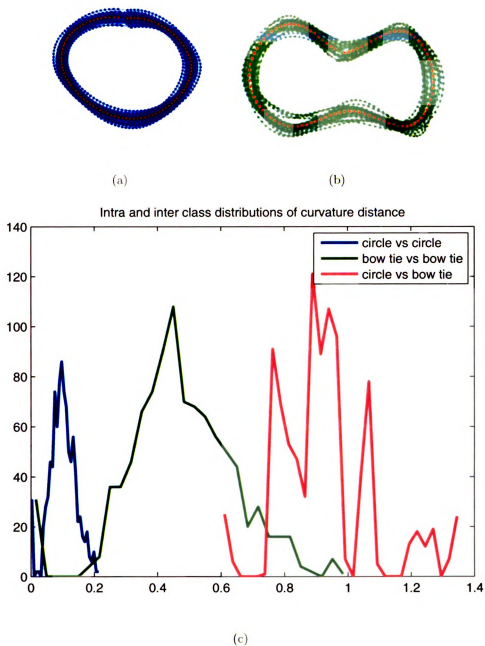 (a) (b)
Intra and inter class distributions of curvature distance
140
120
100
80
60
40
20
0
circle vs circle
bow tie vs bow tie
circle vs bow tie
0 0.2 0.4 0.6 0.8 1 1.2 1.4
(c)